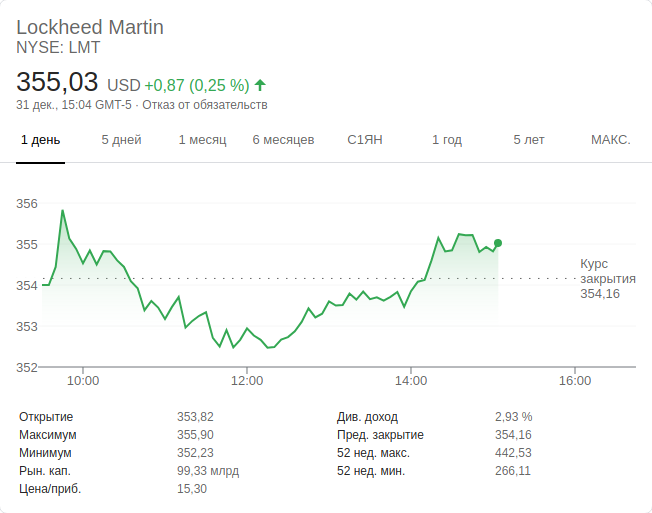 Lockheed Martin
NYSE: LMT
355,03 USD +0,87 (0,25 %)
31 дек., 15:04 GMT-5 · Отказ от обязательств
1 день 5 дней 1 месяц 6 месяцев С1ЯН 1 год 5 лет МАКС.
356
355
354
353
352
Курс
закрытия
354,16
10:00 12:00 14:00 16:00
Открытие 353,82 Див. доход 2,93 %
Максимум 355,90 Пред. закрытие 354,16
Минимум 352,23 52 нед. макс. 442,53
Рын. кап. 99,33 млрд 52 нед. мин. 266,11
Цена/приб. 15,30